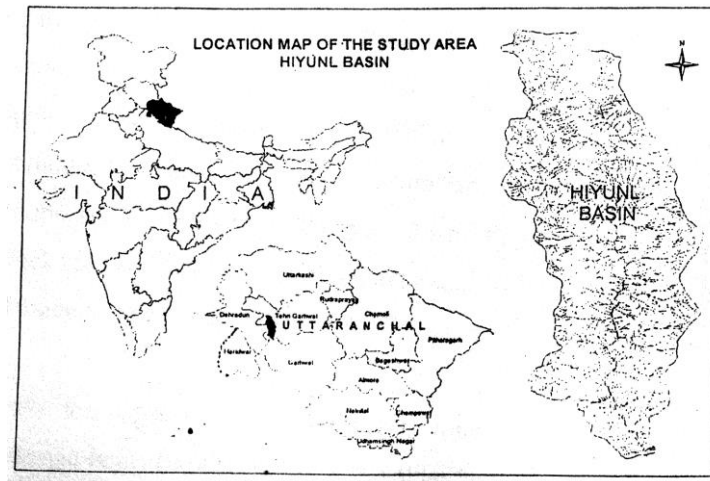 LOCATION MAP OF THE STUDY AREA
HIYUNL BASIN
N
INDIA
HIYUNL
BASIN
Uttarkashi
Rudraprayag
Dehradun
Tehri Garhwal
Chamoli
UTTARANCHAL
Pithoragarh
Haridwar
Garhwal
Bageshwar
Almora
Nainital
Champawat
Udhamsingh Nagar